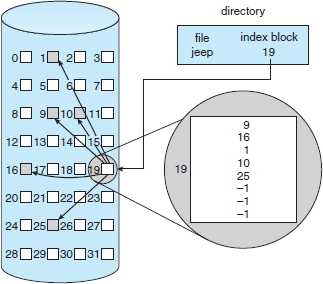 directory
file index block
jeep 19
0 1 2 3
4 5 6 7
8 9 10 11
12 13 14 15
16 17 18 19
20 21 22 23
24 25 26 27
28 29 30 31
19
9
16
1
10
25
–1
–1
–1